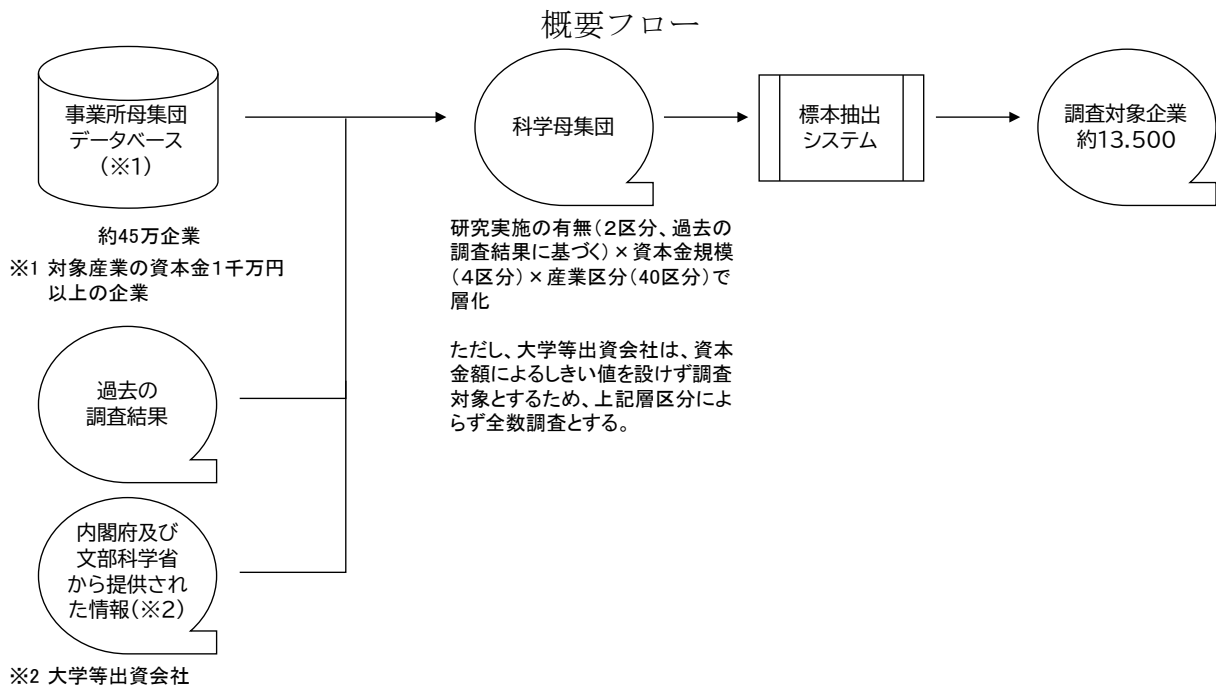 概要フロー
事業所母集団
データベース
(※1)
約45万企業
※1 対象産業の資本金1千万円
以上の企業
過去の
調査結果
内閣府及び
文部科学省
から提供され
た情報(※2)
※2 大学等出資会社
科学母集団
研究実施の有無(2区分、過去の
調査結果に基づく)×資本金規模
(4区分)×産業区分(40区分)で
層化
ただし、大学等出資会社は、資本
金額によるしきい値を設けず調査
対象とするため、上記層区分によ
らず全数調査とする。
標本抽出
システム
調査対象企業
約13.500